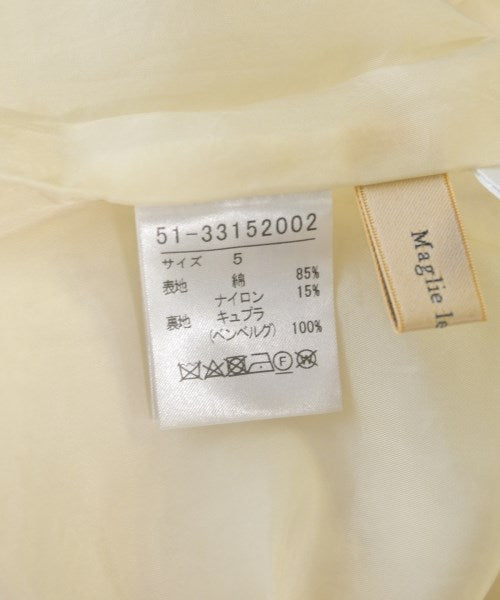 51-33152002
サイズ 5
表地 綿 85%
ナイロン 15%
裏地 キュプラ
(ベンベルグ) 100%
F W
Maglie le